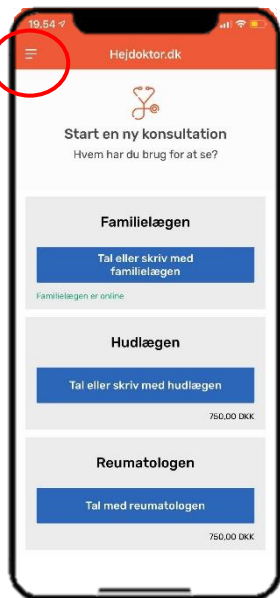 19.54
Hejdoktor.dk
Start en ny konsultation
Hvem har du brug for at se?
Familielægen
Tal eller skriv med
familielægen
Familielægen er online
Hudlægen
Tal eller skriv med hudlægen
750,00 DKK
Reumatologen
Tal med reumatologen
750,00 DKK